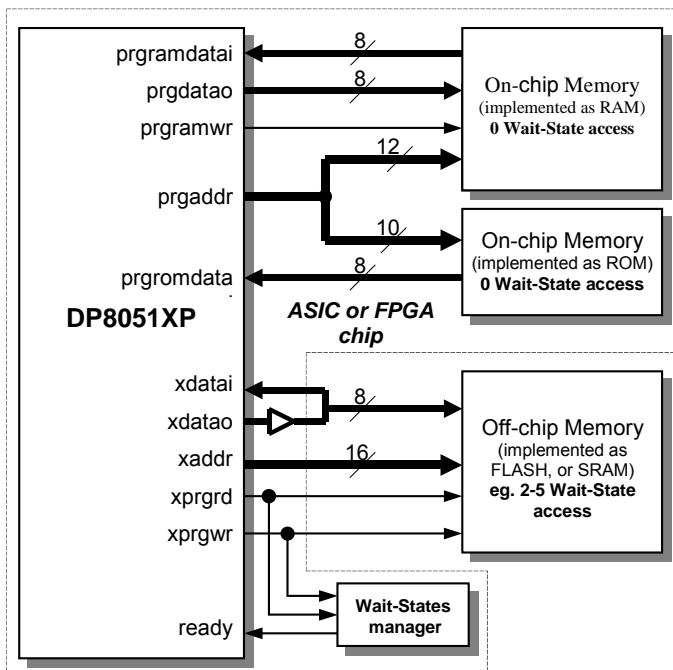 prgramdatai
8
prgdatao
8
prgramwr
On-chip Memory
(implemented as RAM)
0 Wait-State access
12
prgaddr
10
On-chip Memory
(implemented as ROM)
0 Wait-State access
prgromdata
8
DP8051XP
ASIC or FPGA
chip
xdatai
xdatao
8
xaddr
16
xprgrd
xprgwr
Off-chip Memory
(implemented as
FLASH, or SRAM)
eg. 2-5 Wait-State
access
ready
Wait-States
manager